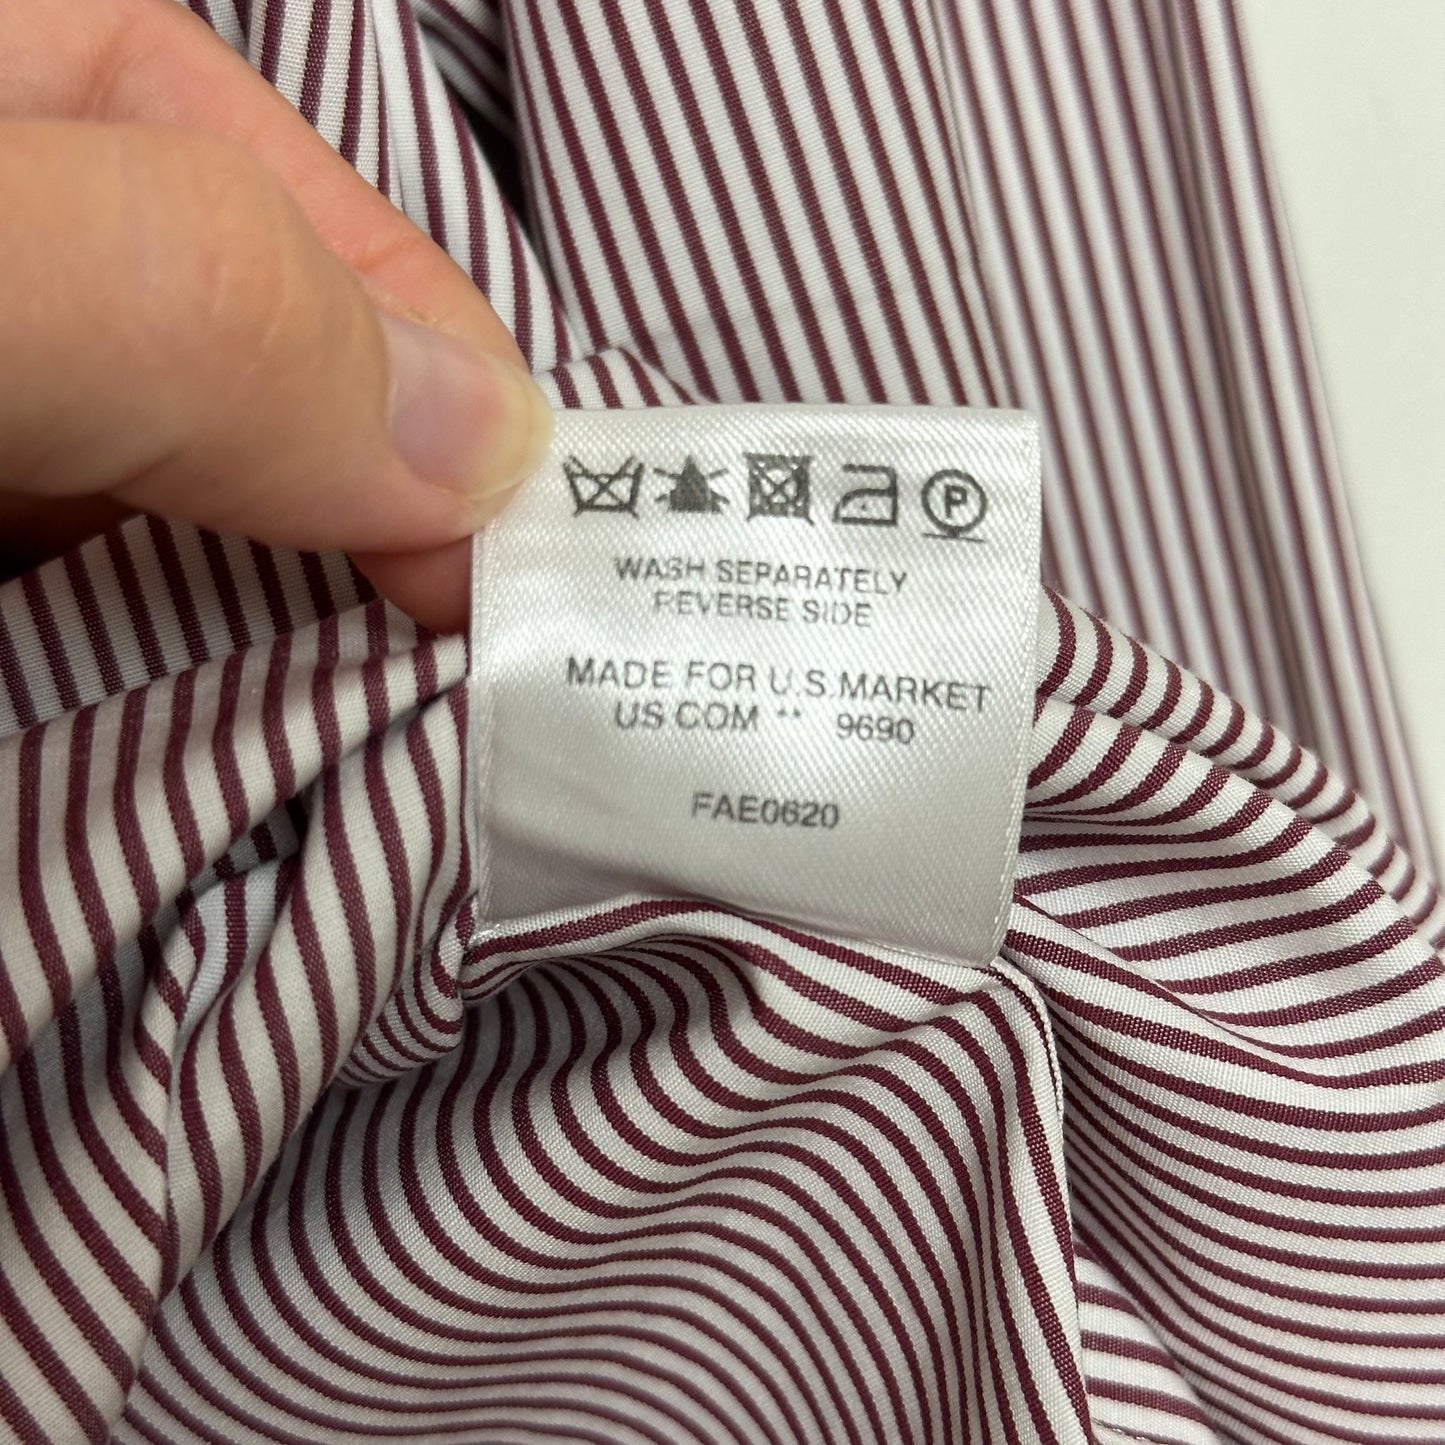 P
WASH SEPARATELY
REVERSE SIDE
MADE FOR U.S. MARKET
US COM ** 9690
FAE0620